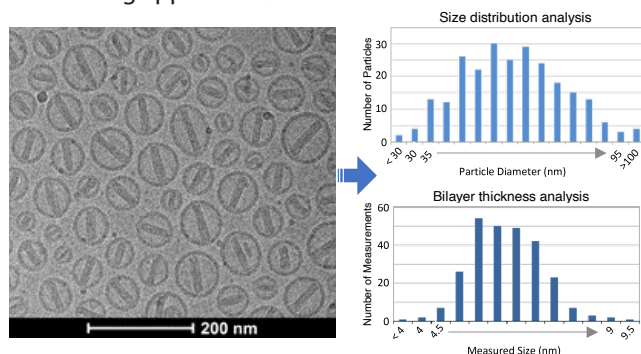 Size distribution analysis
Number of Particles
30
20
10
0
< 30
30
35
95
>100
Particle Diameter (nm)
200 nm
Bilayer thickness analysis
Number of Measurements
60
40
20
0
< 4
4
4.5
9
9.5
Measured Size (nm)